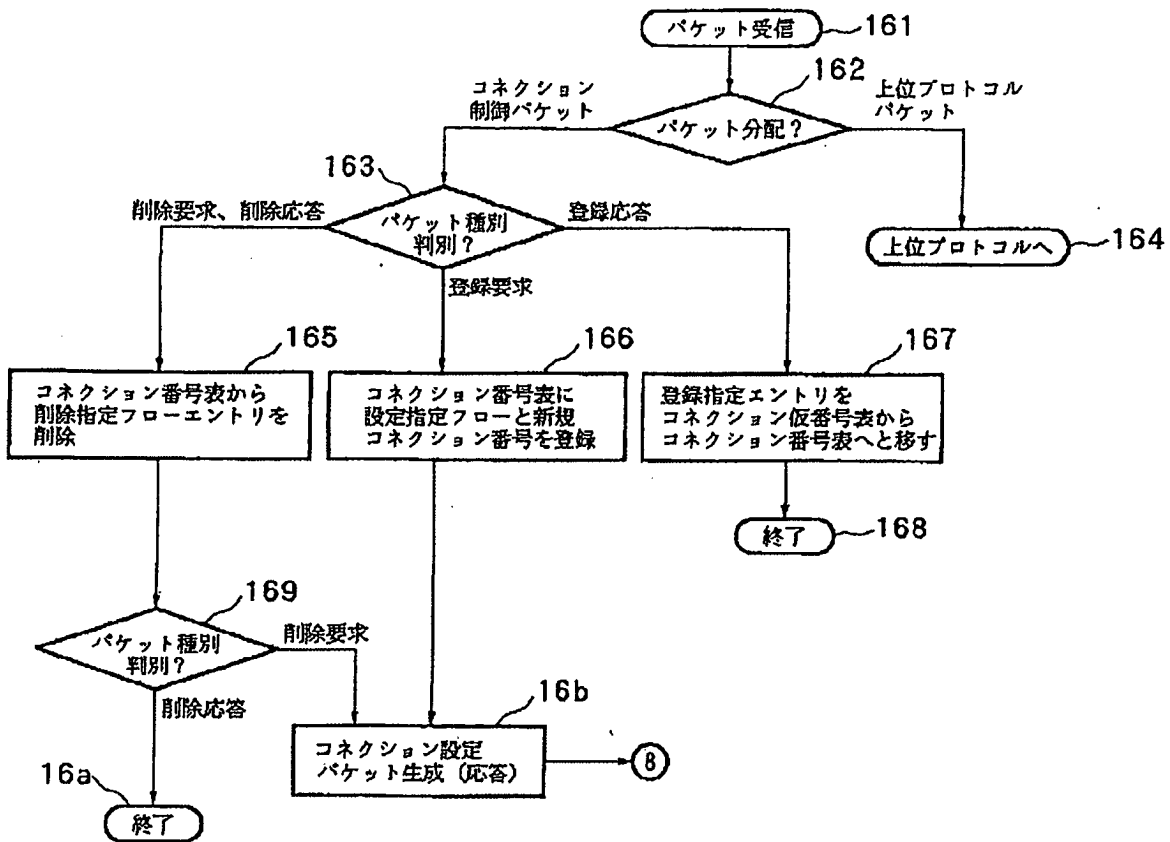 パケット受信
161
162
コネクション
制御パケット
上位プロトコル
パケット
パケット分配?
163
削除要求、削除応答
パケット種別
判別?
登録応答
上位プロトコルへ
164
登録要求
165
166
167
コネクション番号表から
削除指定フローエントリを
削除
コネクション番号表に
設定指定フローと新規
コネクション番号を登録
登録指定エントリを
コネクション仮番号表から
コネクション番号表へと移す
終了
168
169
パケット種別
判別?
削除要求
削除応答
16b
コネクション設定
パケット生成(応答)
8
16a
終了